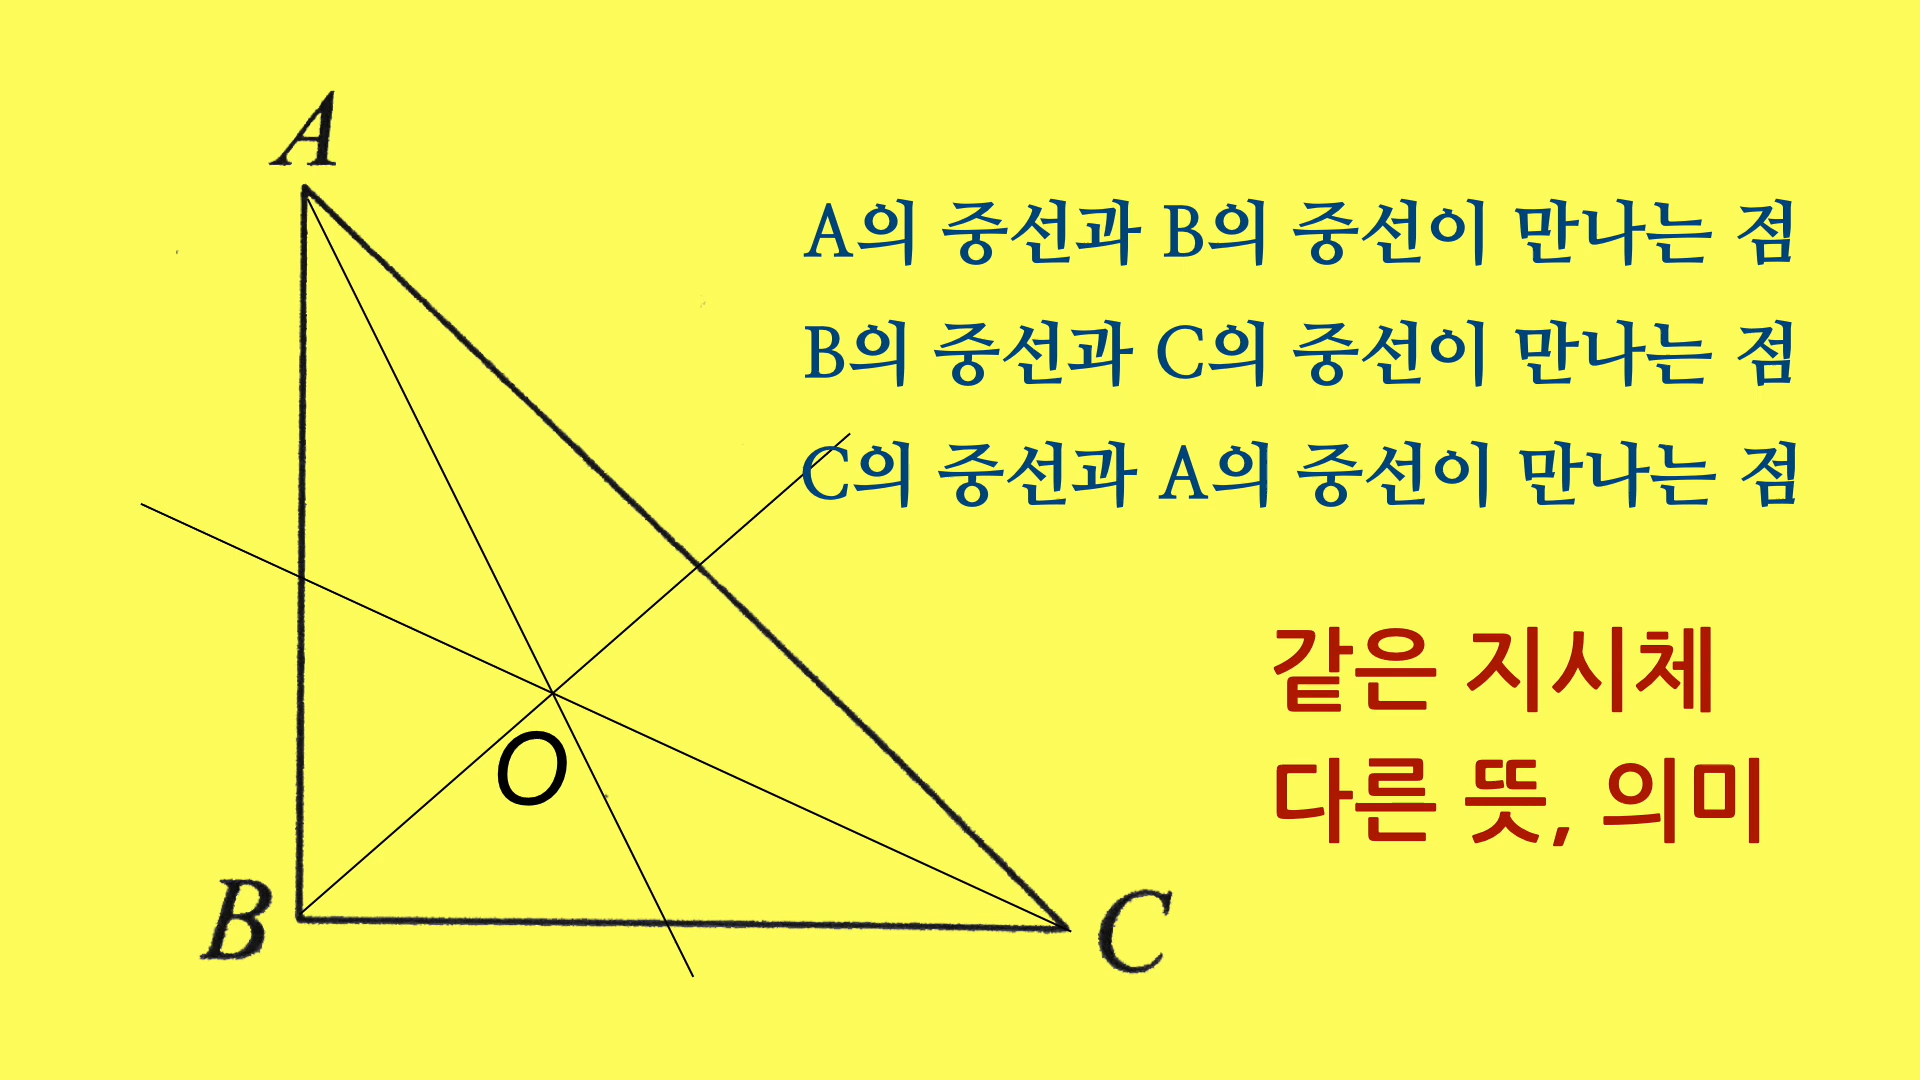 A
A의 중선과 B의 중선이 만나는 점
B의 중선과 C의 중선이 만나는 점
C의 중선과 A의 중선이 만나는 점
같은 지시체
다른 뜻, 의미
O
B
C